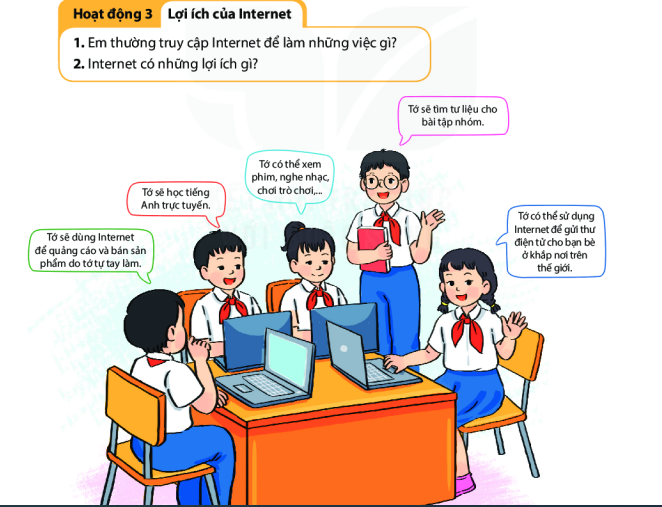 Hoạt động 3 Lợi ích của Internet
1. Em thường truy cập Internet để làm những việc gì?
2. Internet có những lợi ích gì?
Tớ sẽ tìm tư liệu cho
bài tập nhóm.
Tớ có thể xem
phim, nghe nhạc,
chơi trò chơi,...
Tớ sẽ học tiếng
Anh trực tuyến.
Tớ sẽ dùng Internet
để quảng cáo và bán sản
phẩm do tớ tự tay làm.
Tớ có thể sử dụng
Internet để gửi thư
điện tử cho bạn bè
ở khắp nơi trên
thế giới.